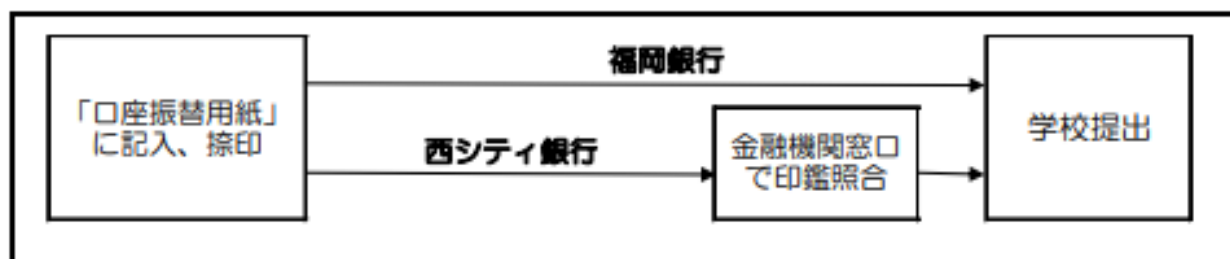 福岡銀行
「口座振替用紙」
に記入、捺印
西シティ銀行
金融機関窓口
で印鑑照合
学校提出